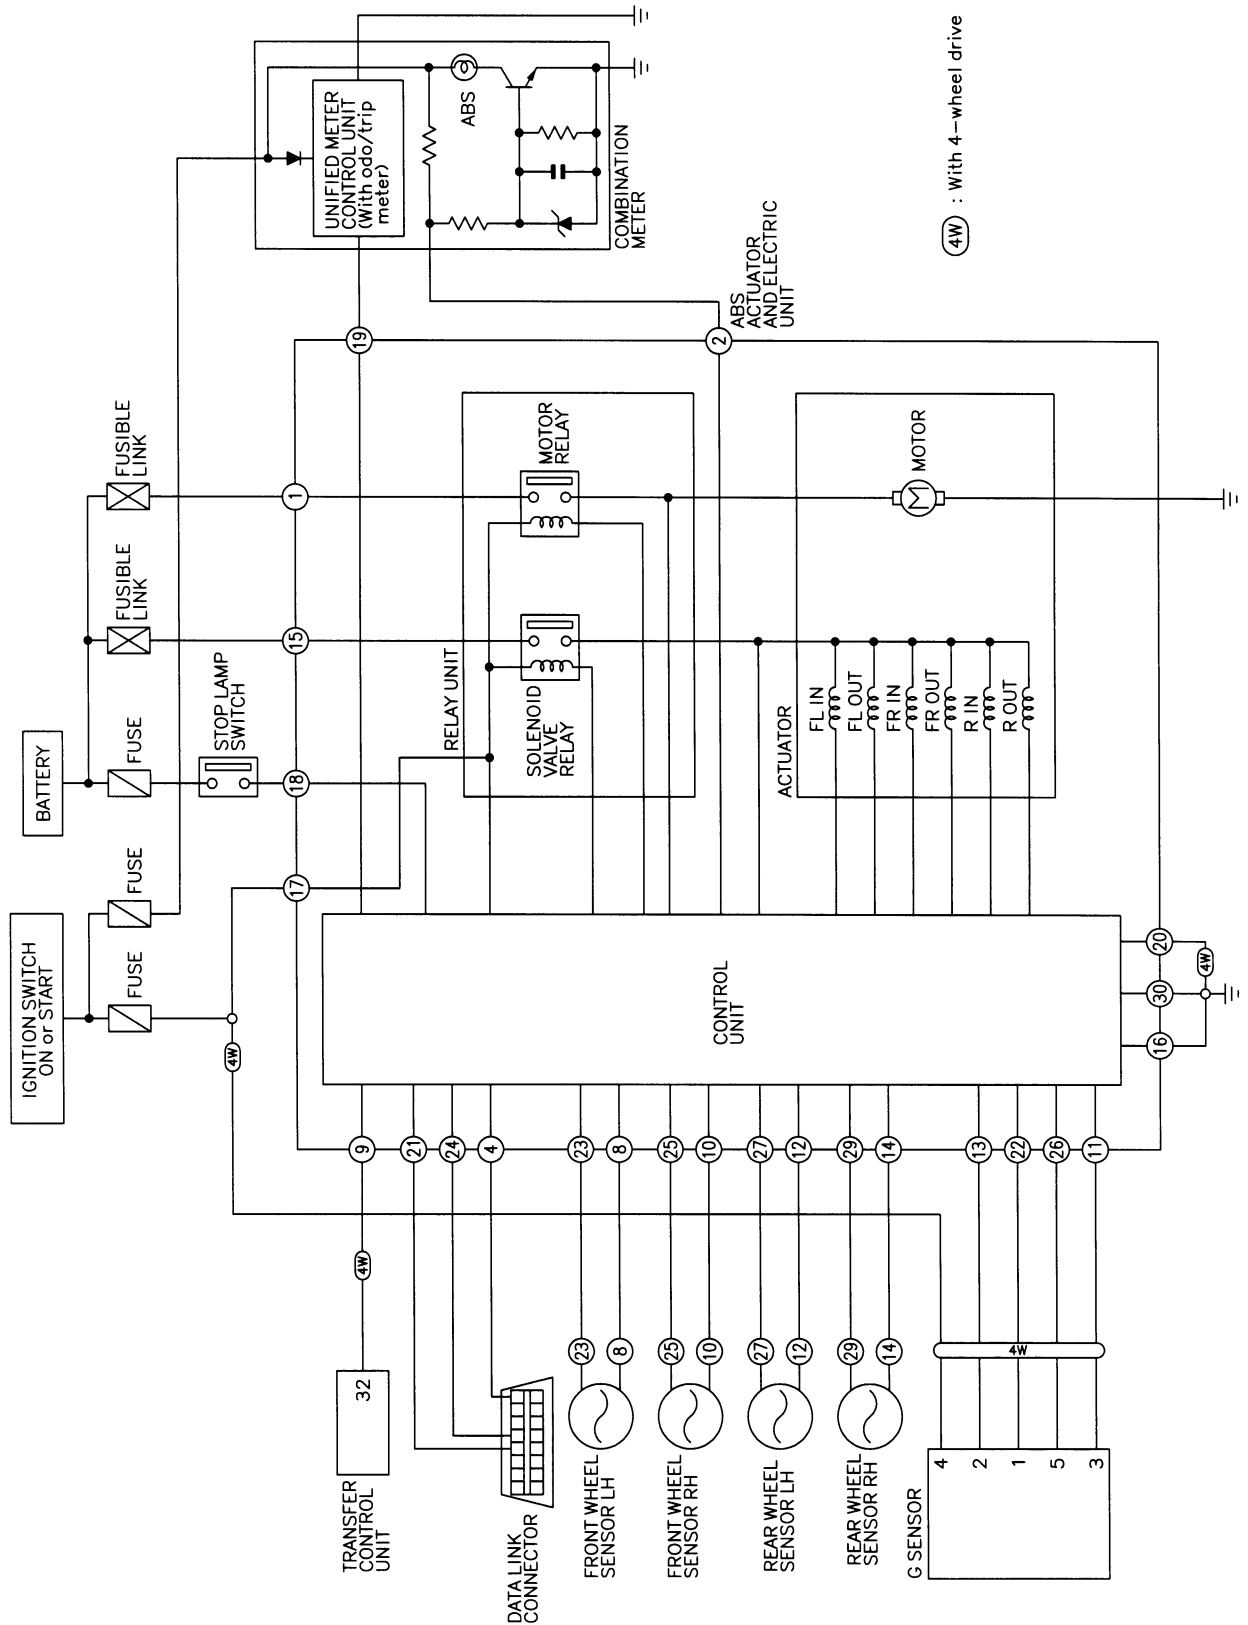 IGNITION SWITCH
ON or START
BATTERY
FUSE
FUSE
FUSE
STOP LAMP
SWITCH
FUSIBLE
LINK
FUSIBLE
LINK
4W
17
18
15
1
19
2
UNIFIED METER
CONTROL UNIT
(With odo/trip
meter)
ABS
COMBINATION
METER
ABS
ACTUATOR
AND ELECTRIC
UNIT
4W : With 4-wheel drive
RELAY UNIT
SOLENOID
VALVE
RELAY
MOTOR
RELAY
ACTUATOR
FL IN
FL OUT
FR IN
FR OUT
R IN
R OUT
MOTOR
M
CONTROL
UNIT
20
30
16
4W
9
21
24
4
23
8
25
10
27
12
29
14
13
22
26
11
4W
TRANSFER
CONTROL
UNIT
32
DATA LINK
CONNECTOR
FRONT WHEEL
SENSOR LH
23
8
FRONT WHEEL
SENSOR RH
25
10
REAR WHEEL
SENSOR LH
27
12
REAR WHEEL
SENSOR RH
29
14
G SENSOR
4
2
1
5
3
4W